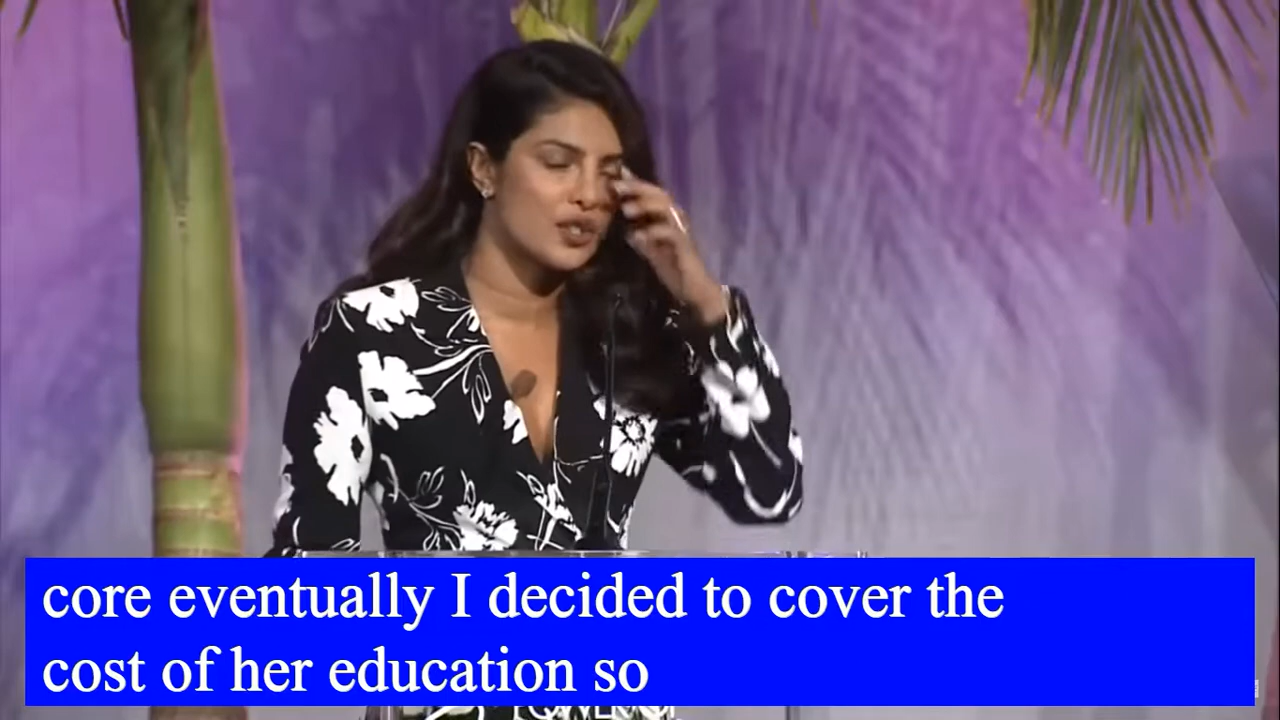 core eventually I decided to cover the
cost of her education so